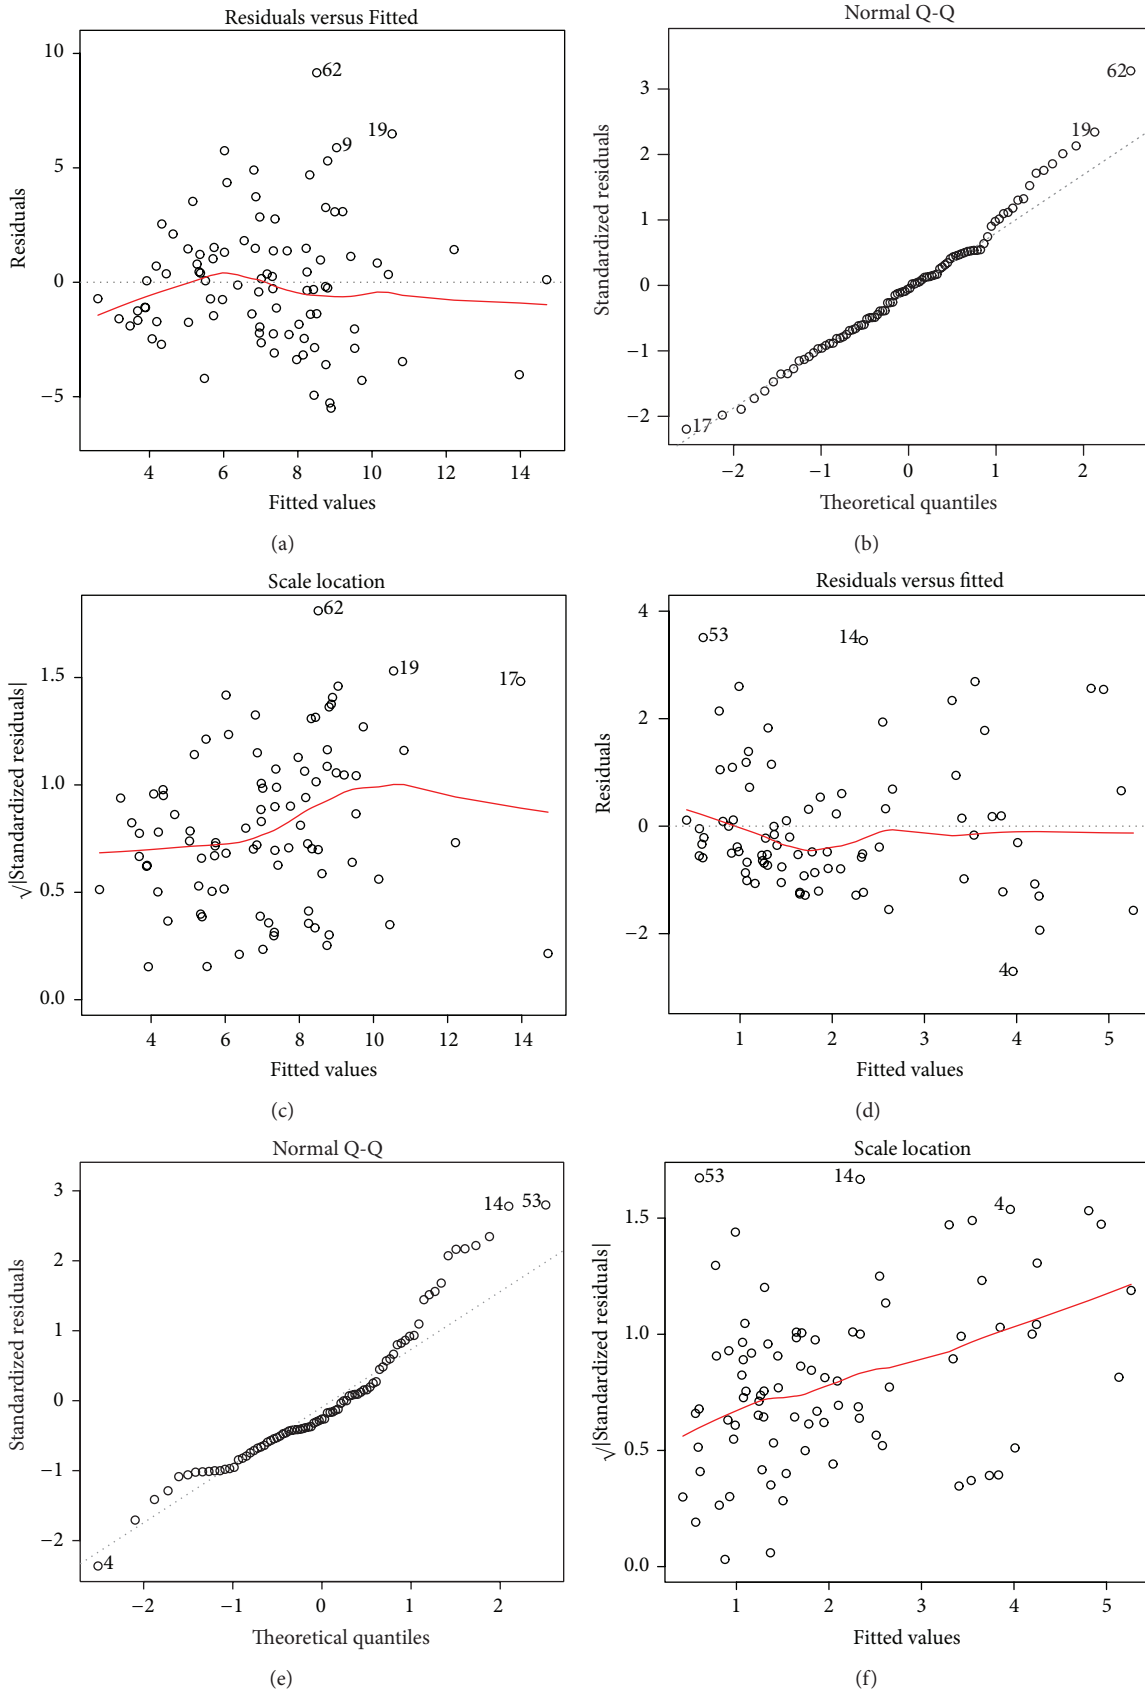 Residuals versus Fitted
10
5
0
−5
Residuals
62
19
9
4 6 8 10 12 14
Fitted values
(a)
Normal Q-Q
3
2
1
0
−1
−2
Standardized residuals
62
19
17
−2 −1 0 1 2
Theoretical quantiles
(b)
Scale location
1.5
1.0
0.5
0.0
√|Standardized residuals|
62
19
17
4 6 8 10 12 14
Fitted values
(c)
Residuals versus fitted
4
2
0
−2
Residuals
53
14
4
1 2 3 4 5
Fitted values
(d)
Normal Q-Q
3
2
1
0
−1
−2
Standardized residuals
14 53
4
−2 −1 0 1 2
Theoretical quantiles
(e)
Scale location
1.5
1.0
0.5
0.0
√|Standardized residuals|
53
14
4
1 2 3 4 5
Fitted values
(f)